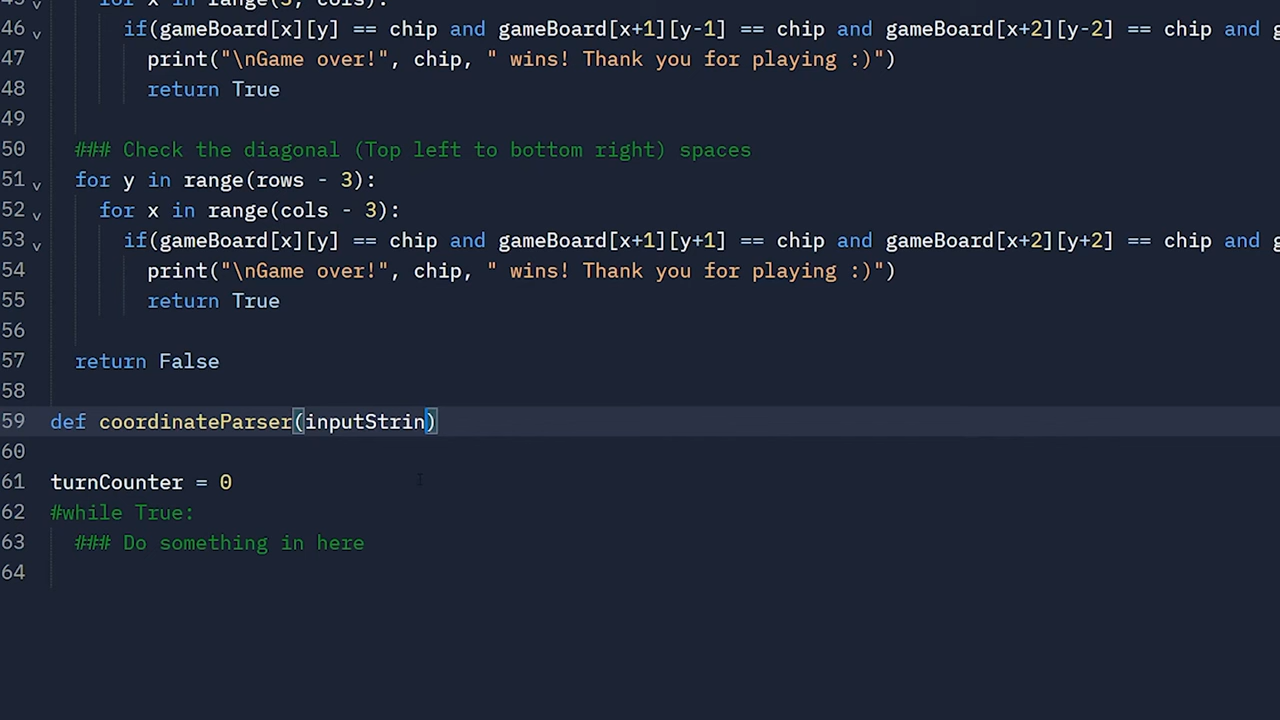 45 for x in range(3, cols):
46 if(gameBoard[x][y] == chip and gameBoard[x+1][y-1] == chip and gameBoard[x+2][y-2] == chip and g
47 print("\nGame over!", chip, " wins! Thank you for playing :)")
48 return True
49
50 ### Check the diagonal (Top left to bottom right) spaces
51 for y in range(rows - 3):
52 for x in range(cols - 3):
53 if(gameBoard[x][y] == chip and gameBoard[x+1][y+1] == chip and gameBoard[x+2][y+2] == chip and g
54 print("\nGame over!", chip, " wins! Thank you for playing :)")
55 return True
56
57 return False
58
59 def coordinateParser(inputStrin)
60
61 turnCounter = 0
62 #while True:
63 ### Do something in here
64